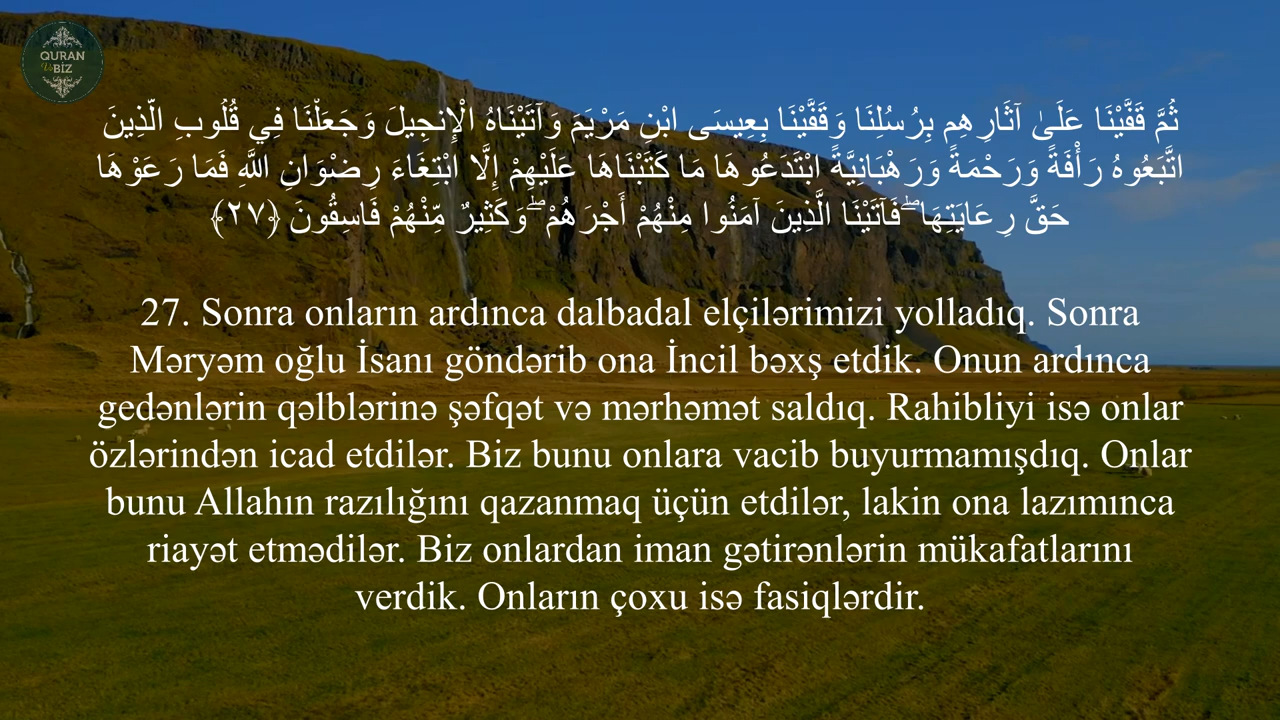 QURAN
Və
BİZ
ثُمَّ قَفَّيْنَا عَلَىٰ آثَارِهِم بِرُسُلِنَا وَقَفَّيْنَا بِعِيسَى ابْنِ مَرْيَمَ وَآتَيْنَاهُ الْإِنجِيلَ وَجَعَلْنَا فِي قُلُوبِ الَّذِينَ
اتَّبَعُوهُ رَأْفَةً وَرَحْمَةً وَرَهْبَانِيَّةً ابْتَدَعُوهَا مَا كَتَبْنَاهَا عَلَيْهِمْ إِلَّا ابْتِغَاءَ رِضْوَانِ اللَّهِ فَمَا رَعَوْهَا
حَقَّ رِعَايَتِهَا ۖ فَآتَيْنَا الَّذِينَ آمَنُوا مِنْهُمْ أَجْرَهُمْ ۖ وَكَثِيرٌ مِّنْهُمْ فَاسِقُونَ ﴿٢٧﴾
27. Sonra onların ardınca dalbadal elçilərimizi yolladıq. Sonra
Məryəm oğlu İsanı göndərib ona İncil bəxş etdik. Onun ardınca
gedənlərin qəlblərinə şəfqət və mərhəmət saldıq. Rahibliyi isə onlar
özlərindən icad etdilər. Biz bunu onlara vacib buyurmamışdıq. Onlar
bunu Allahın razılığını qazanmaq üçün etdilər, lakin ona lazımınca
riayət etmədilər. Biz onlardan iman gətirənlərin mükafatlarını
verdik. Onların çoxu isə fasiqlərdir.